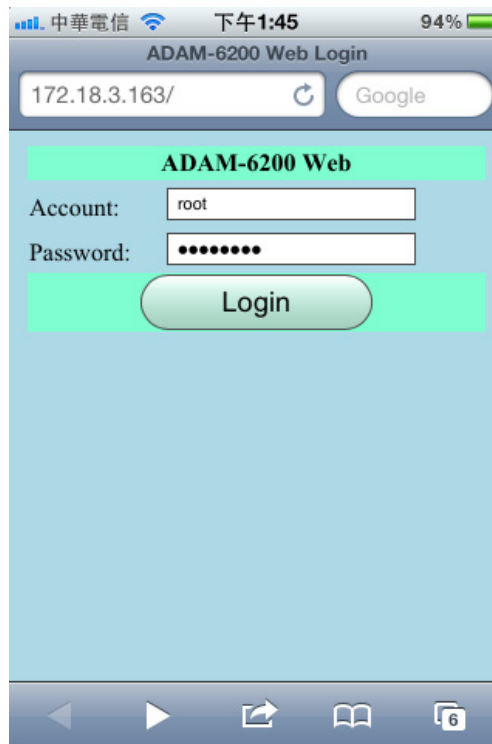 中華電信 下午1:45 94%
ADAM-6200 Web Login
172.18.3.163/ Google
ADAM-6200 Web
Account: root
Password: ••••••••
Login
6